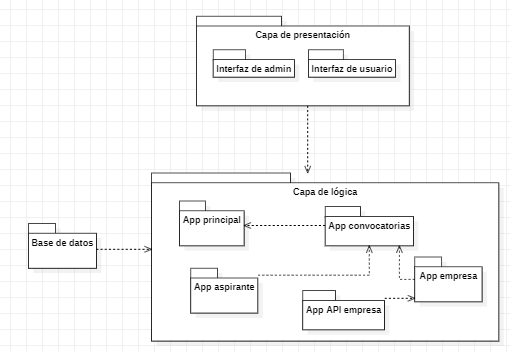 Capa de presentación
Interfaz de admin
Interfaz de usuario
Capa de lógica
App principal
App convocatorias
Base de datos
App aspirante
App empresa
App API empresa